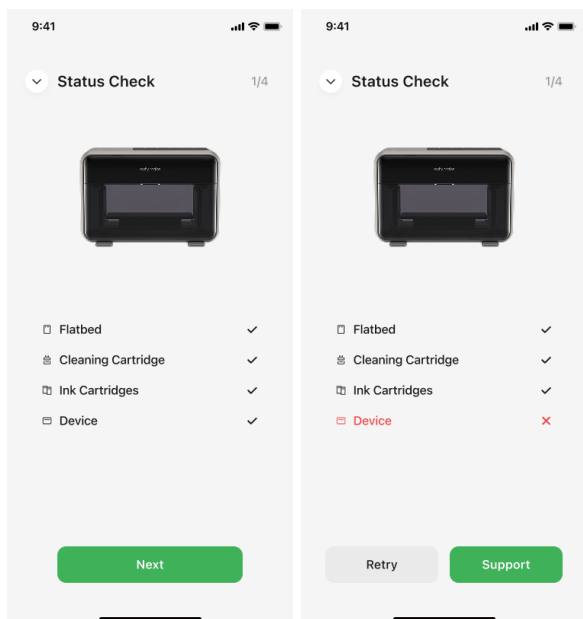 9:41
Status Check 1/4
Flatbed
Cleaning Cartridge
Ink Cartridges
Device
Next
9:41
Status Check 1/4
Flatbed
Cleaning Cartridge
Ink Cartridges
Device
Retry Support